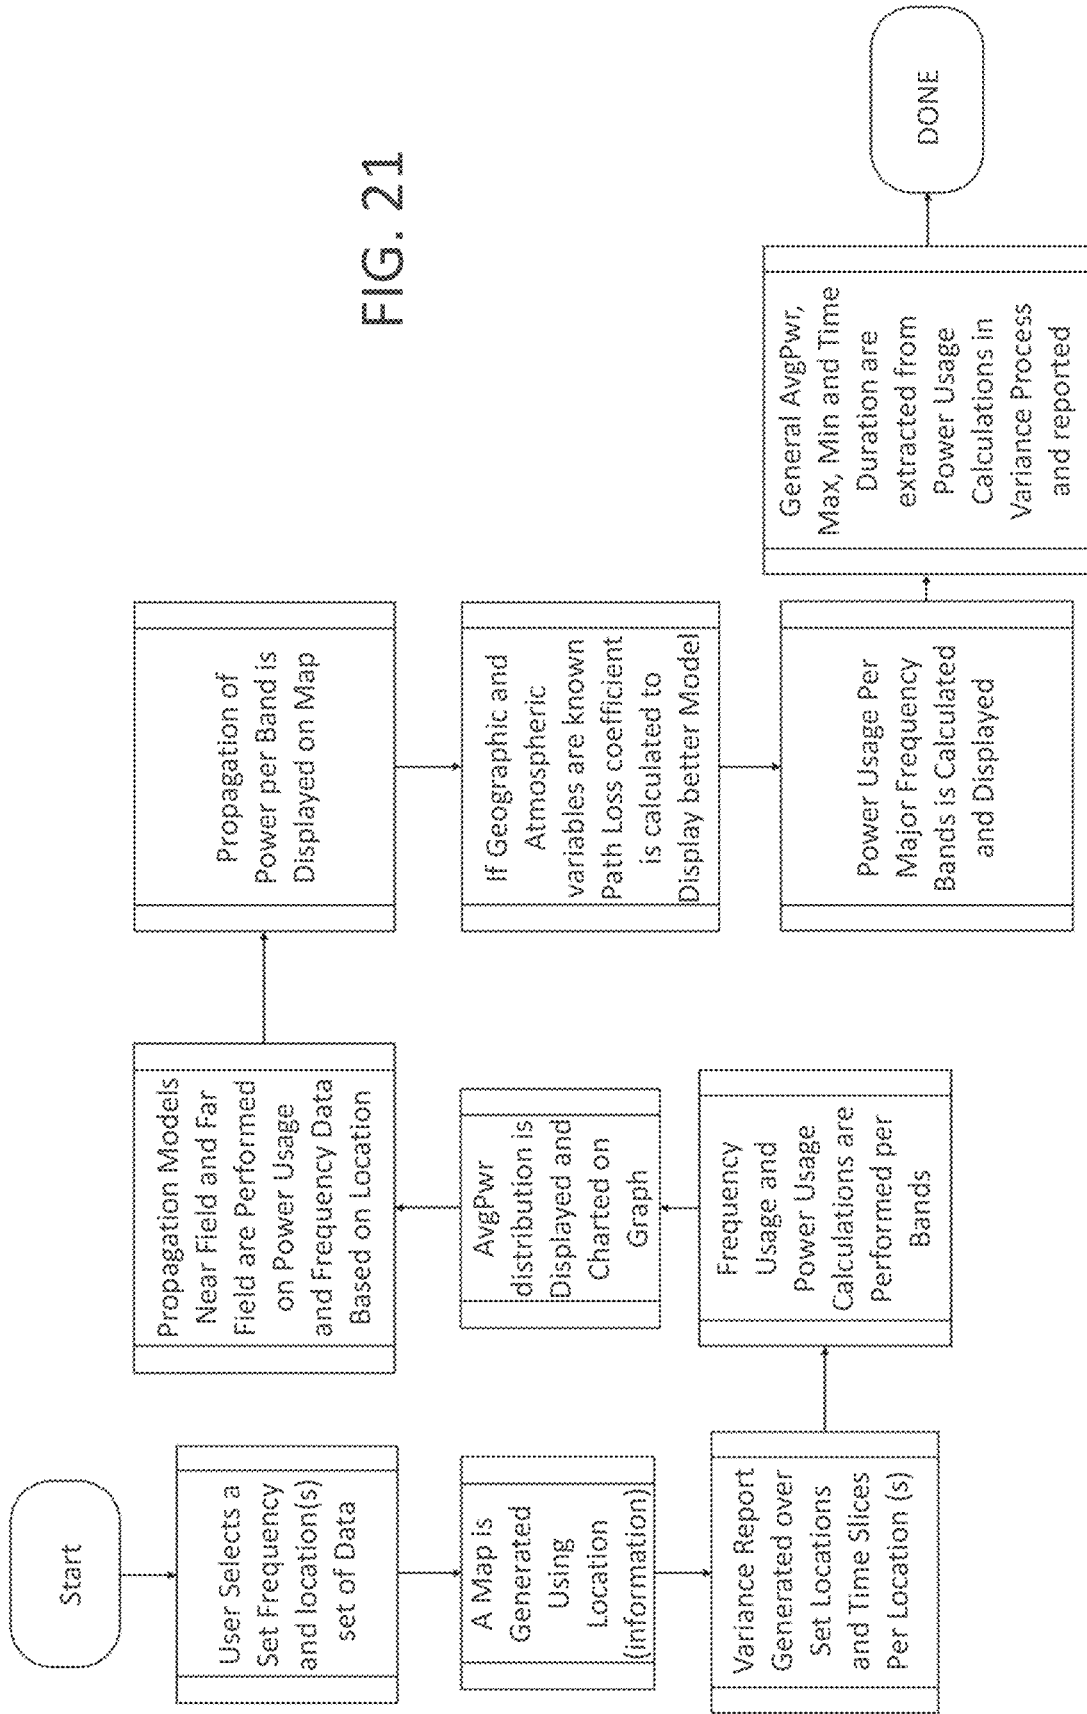 FIG. 21
Start
User Selects a
Set Frequency
and location(s)
set of Data
A Map is
Generated
Using
Location
(information)
Variance Report
Generated over
Set Locations
and Time Slices
Per Location (s)
Frequency
Usage and
Power Usage
Calculations are
Performed per
Bands
AvgPwr
distribution is
Displayed and
Charted on
Graph
Propagation Models
Near Field and Far
Field are Performed
on Power Usage
and Frequency Data
Based on Location
Propagation of
Power per Band is
Displayed on Map
If Geographic and
Atmospheric
variables are known
Path Loss coefficient
is calculated to
Display better Model
Power Usage Per
Major Frequency
Bands is Calculated
and Displayed
General AvgPwr,
Max, Min and Time
Duration are
extracted from
Power Usage
Calculations in
Variance Process
and reported
DONE